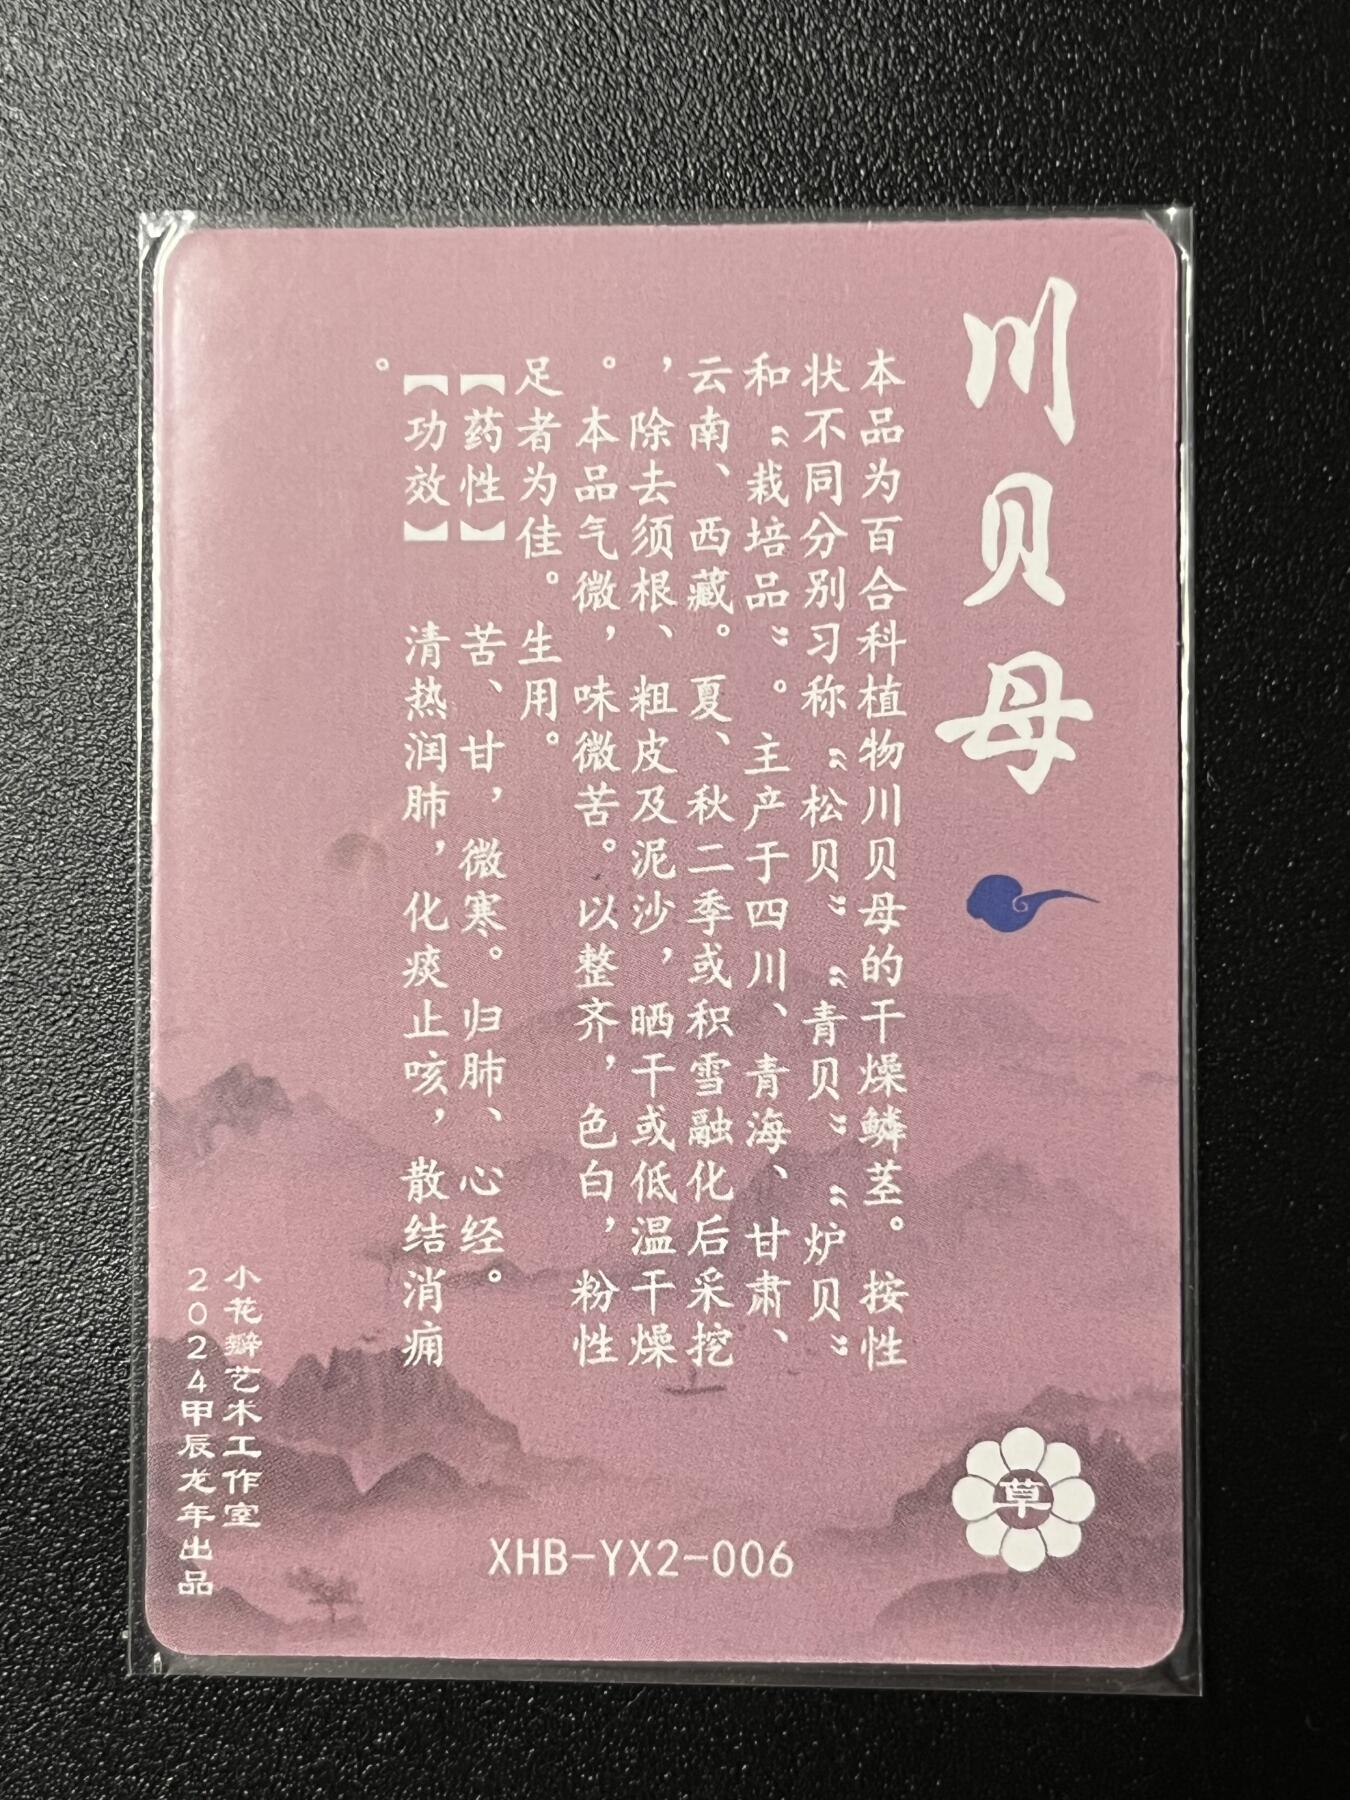 川贝母
本品为百合科植物川贝母的干燥鳞茎。按性
状不同分别习称“松贝”“青贝”“炉贝”
和“栽培品”。主产于四川、青海、甘肃、
云南、西藏。夏、秋二季或积雪融化后采挖
，除去须根、粗皮及泥沙，晒干或低温干燥
。本品气微，味微苦。以整齐，色白，粉性
足者为佳。生用。
【药性】 苦、甘，微寒。归肺、心经。
【功效】 清热润肺，化痰止咳，散结消痈
。
小花瓣艺术工作室
2024甲辰龙年出品
XHB-YX2-006
草